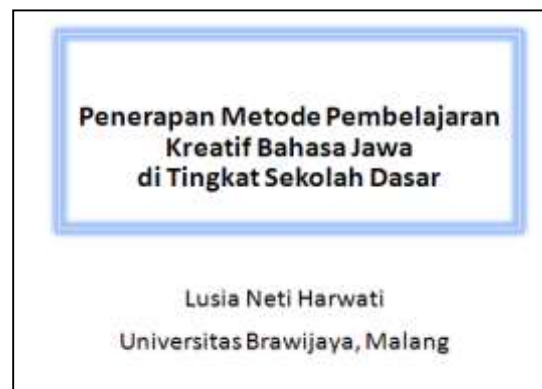 Penerapan Metode Pembelajaran
Kreatif Bahasa Jawa
di Tingkat Sekolah Dasar
Lusia Neti Harwati
Universitas Brawijaya, Malang